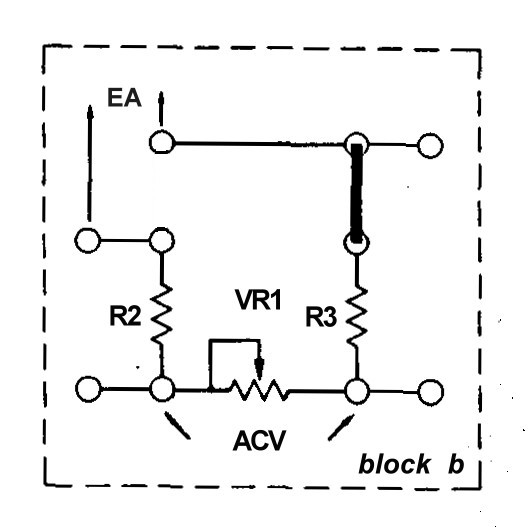 EA
VR1
R2
R3
ACV
block b